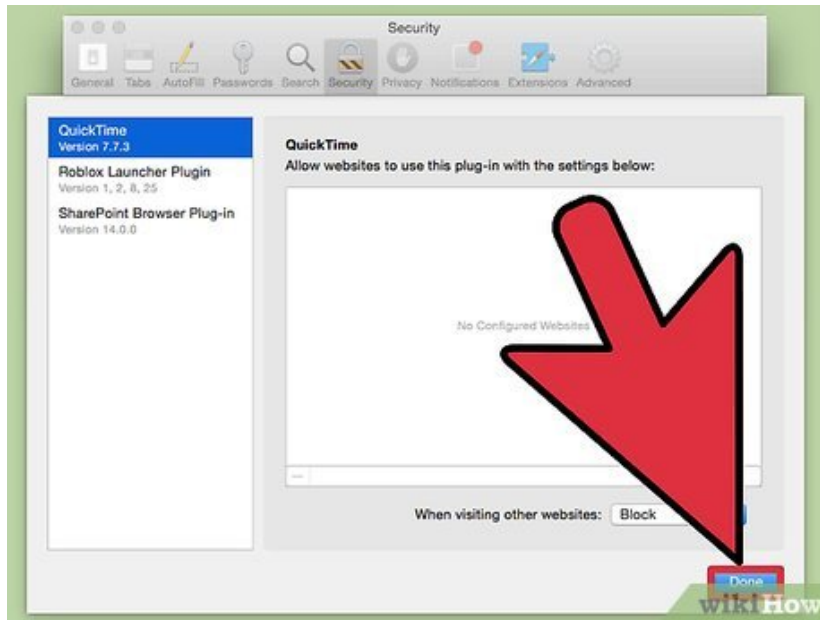 Security
General Tabs AutoFill Passwords Search Security Privacy Notifications Extensions Advanced
QuickTime
Version 7.7.3
Roblox Launcher Plugin
Version 1, 2, 8, 25
SharePoint Browser Plug-in
Version 14.0.0
QuickTime
Allow websites to use this plug-in with the settings below:
No Configured Websites
When visiting other websites: Block
Done
wikiHow